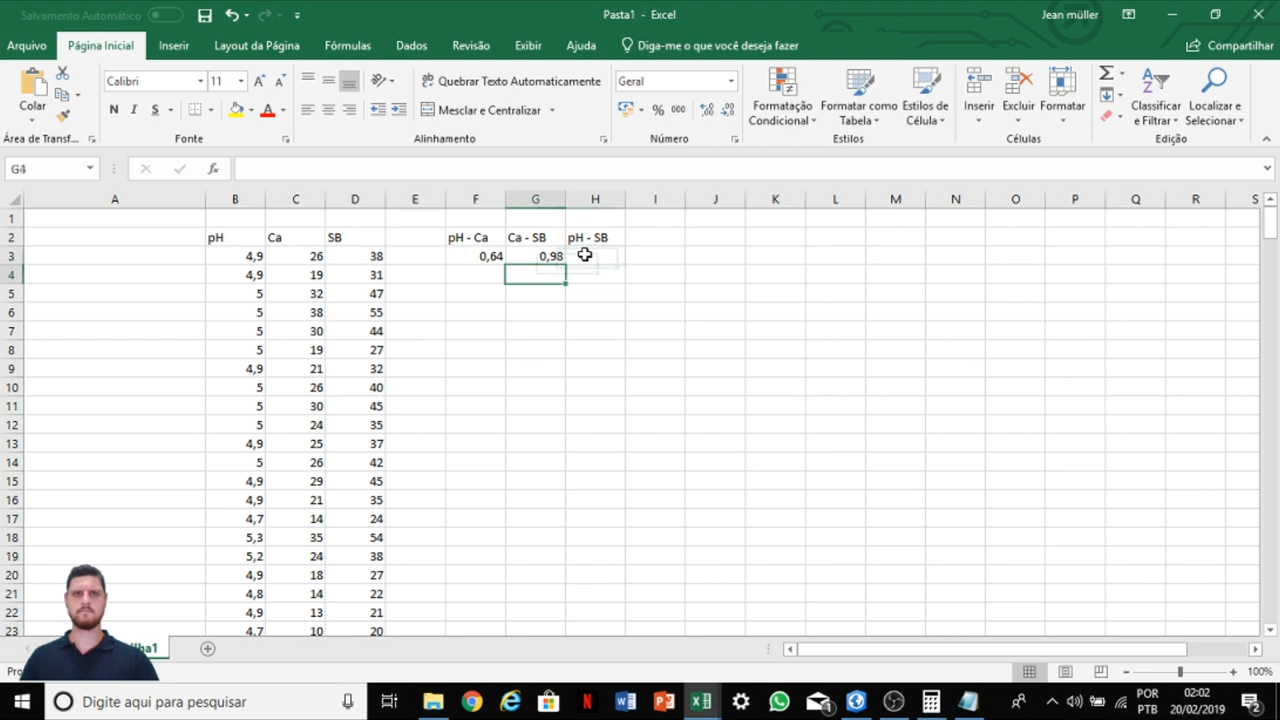 Salvamento Automático
Pasta1 - Excel
Jean müller
Arquivo Página Inicial Inserir Layout da Página Fórmulas Dados Revisão Exibir Ajuda Diga-me o que você deseja fazer Compartilhar
Colar
Calibri 11
Quebrar Texto Automaticamente
Geral
N I S
Mesclar e Centralizar
% 000
Formatação Condicional
Formatar como Tabela
Estilos de Célula
Inserir Excluir Formatar
Classificar e Filtrar
Localizar e Selecionar
Área de Transf... Fonte Alinhamento Número Estilos Células Edição
G4 fx
A B C D E F G H I J K L M N O P Q R S
1
2 pH Ca SB pH - Ca Ca - SB pH - SB
3 4,9 26 38 0,64 0,98
4 4,9 19 31
5 5 32 47
6 5 38 55
7 5 30 44
8 5 19 27
9 4,9 21 32
10 5 26 40
11 5 30 45
12 5 24 35
13 4,9 25 37
14 5 26 42
15 4,9 29 45
16 4,9 21 35
17 4,7 14 24
18 5,3 35 54
19 5,2 24 38
20 4,9 18 27
21 4,8 14 22
22 4,9 13 21
23 4,7 10 20
100%
Digite aqui para pesquisar
POR
PTB
02:02
20/02/2019